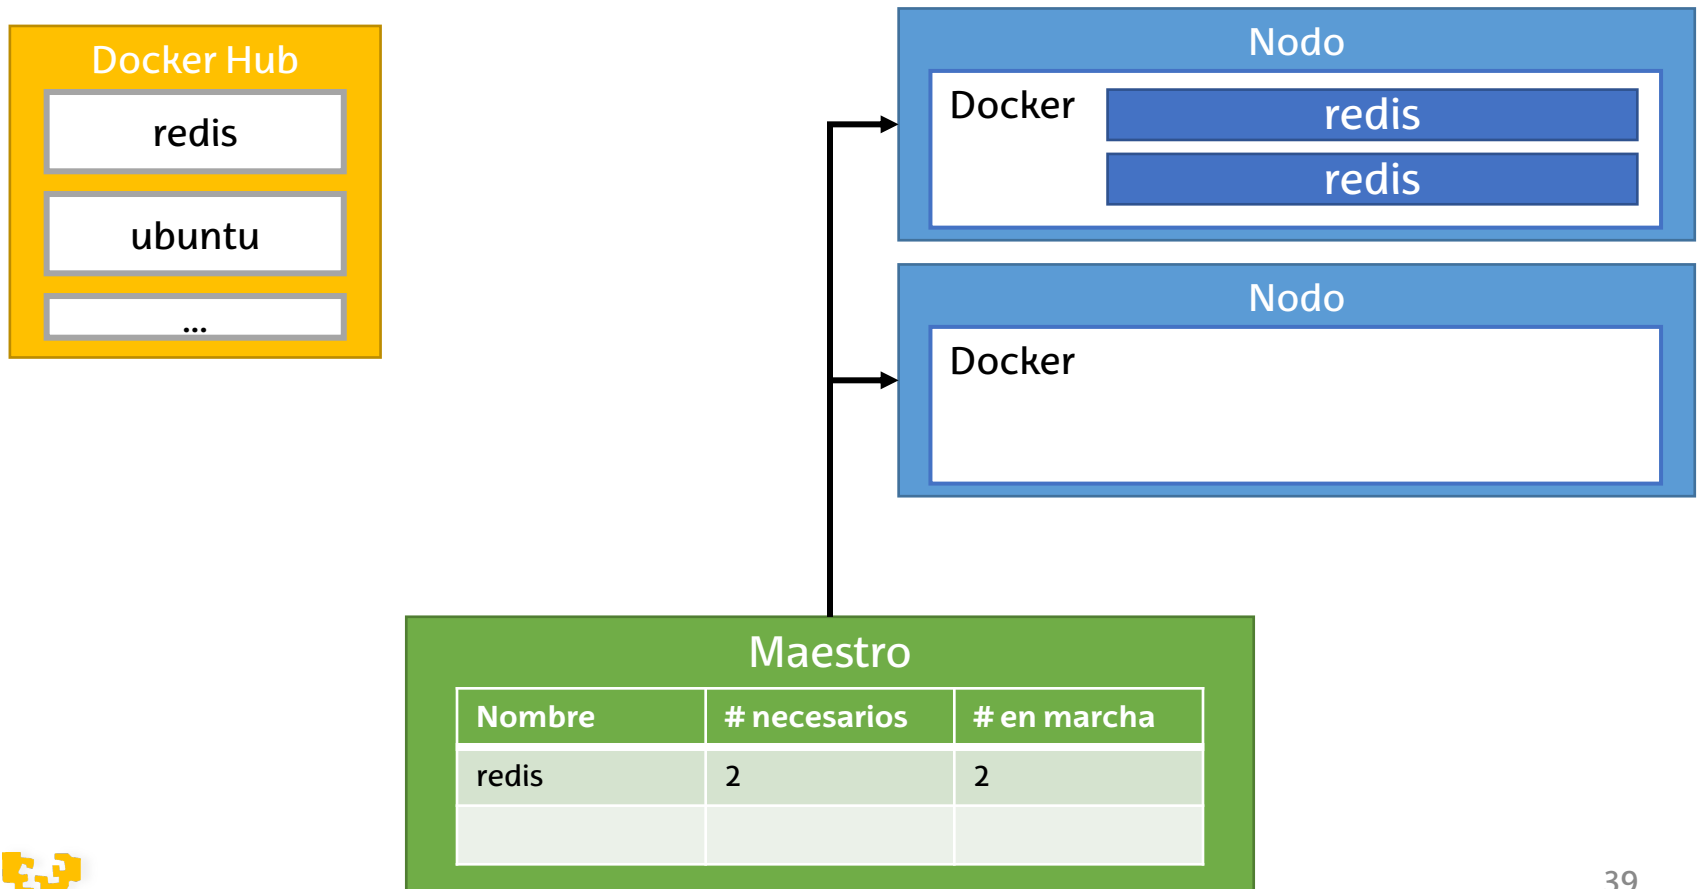 Docker Hub
redis
ubuntu
...
Nodo
Docker
redis
redis
Nodo
Docker
Maestro
Nombre # necesarios # en marcha
redis 2 2
39